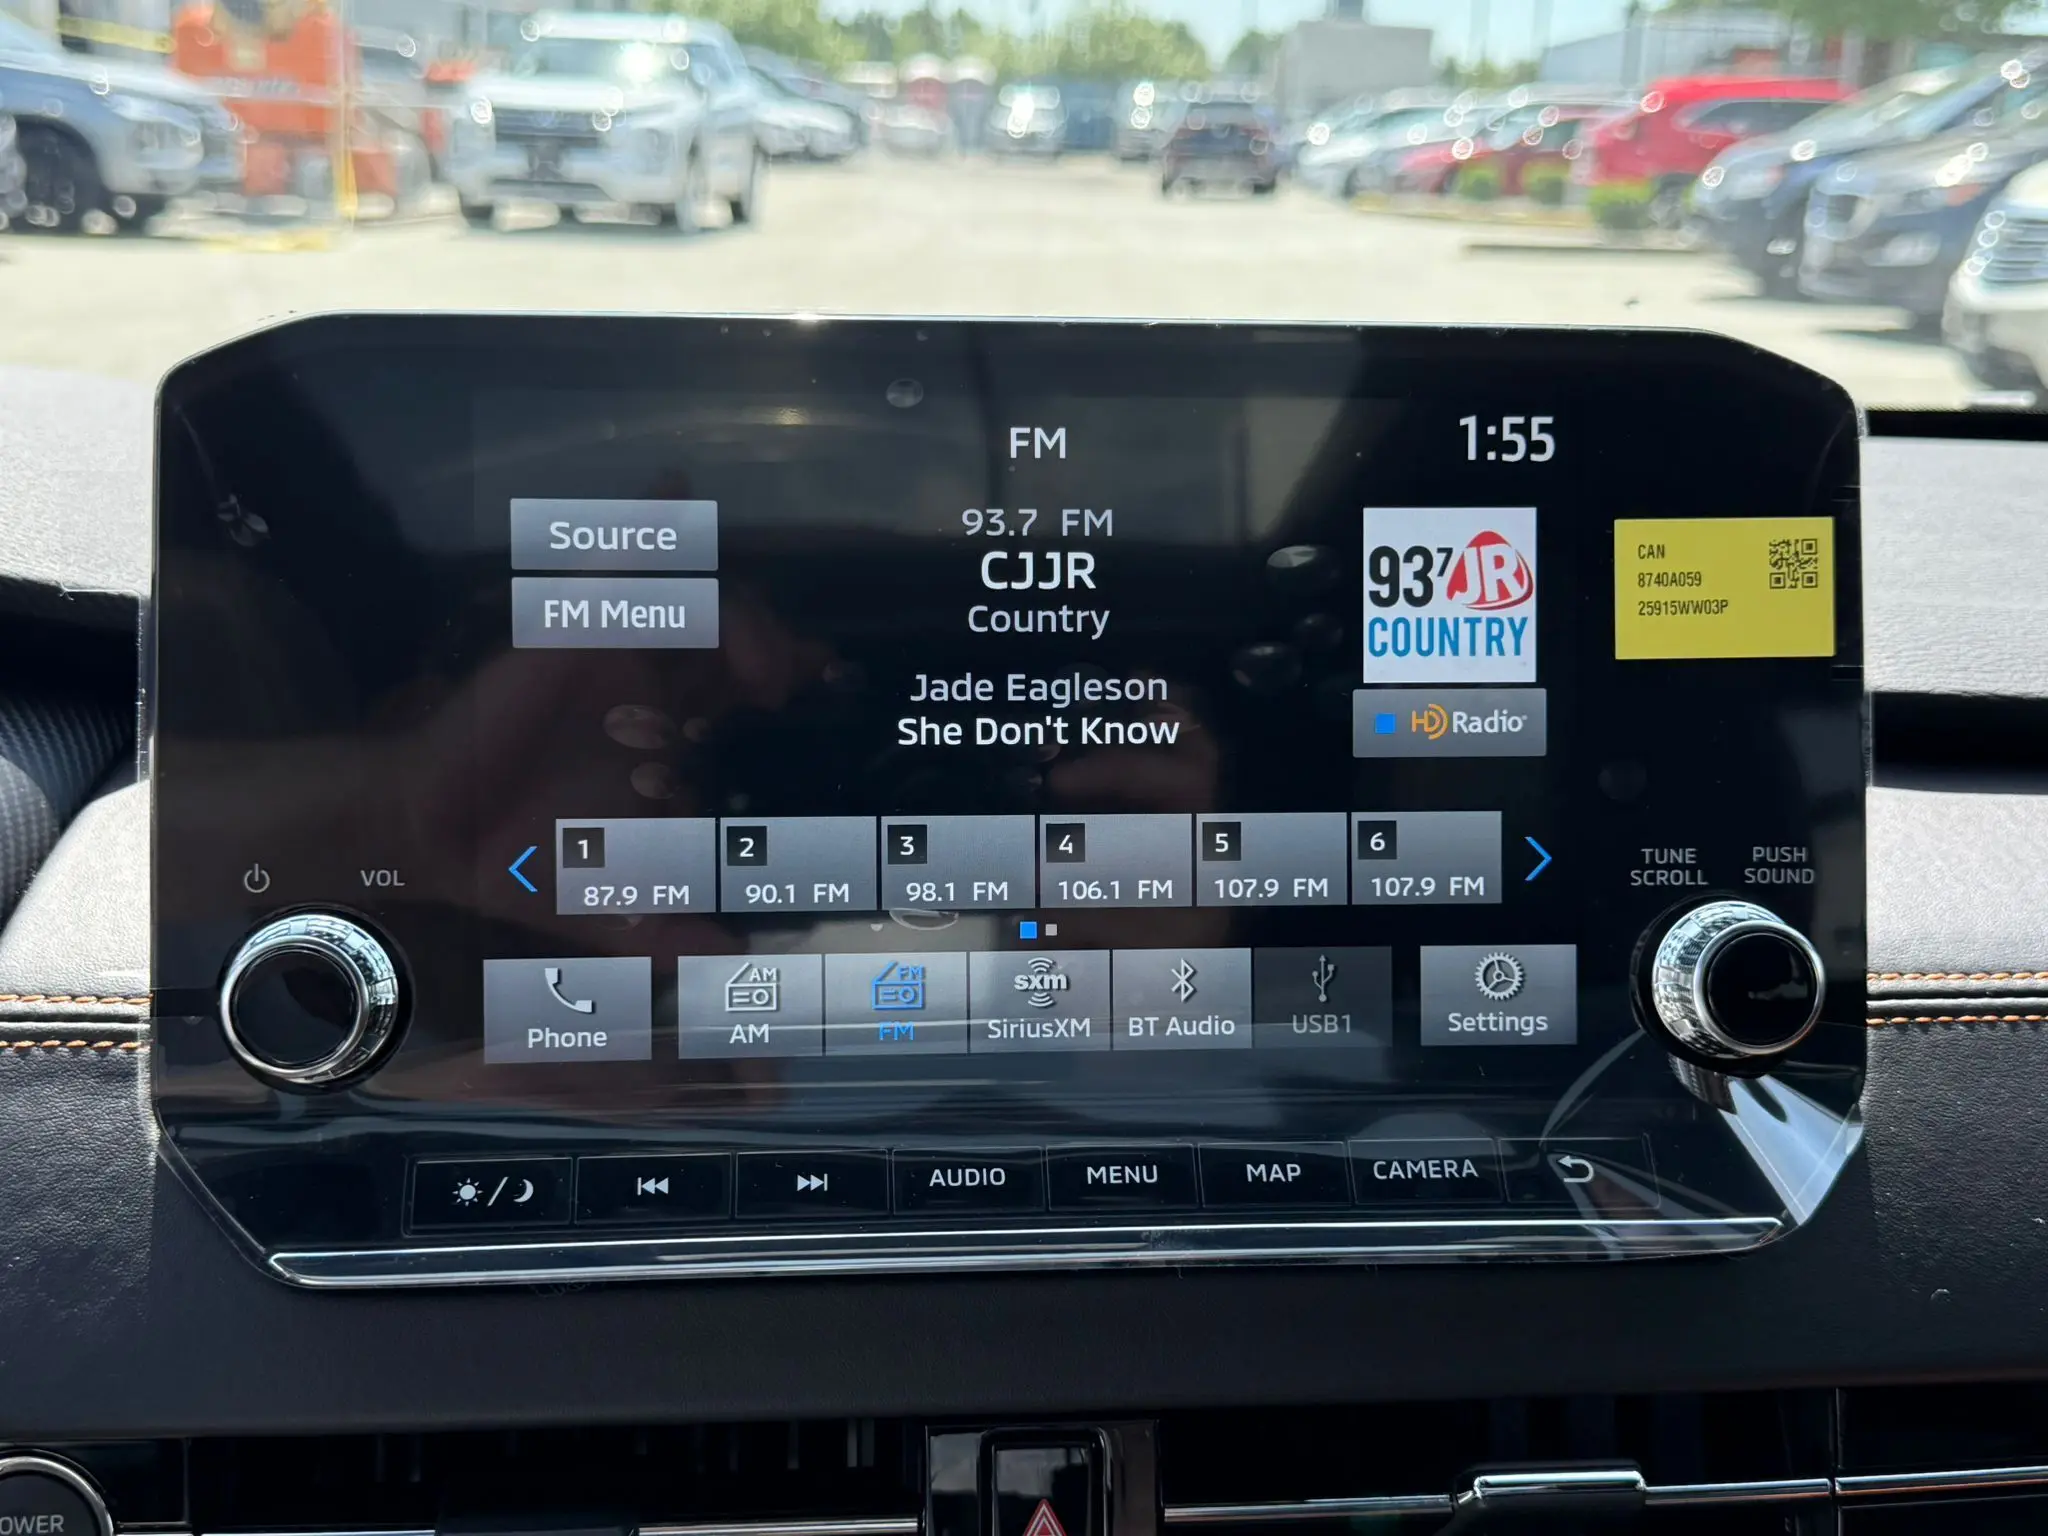 FM
1:55
Source
FM Menu
93.7 FM
CJJR
Country
Jade Eagleson
She Don't Know
937 JR
COUNTRY
HD Radio
CAN
8740A059
25915WW03P
1
87.9 FM
2
90.1 FM
3
98.1 FM
4
106.1 FM
5
107.9 FM
6
107.9 FM
VOL
TUNE
SCROLL
PUSH
SOUND
Phone
AM
AM
FM
FM
sxm
SiriusXM
BT Audio
USB1
Settings
AUDIO
MENU
MAP
CAMERA
OWER